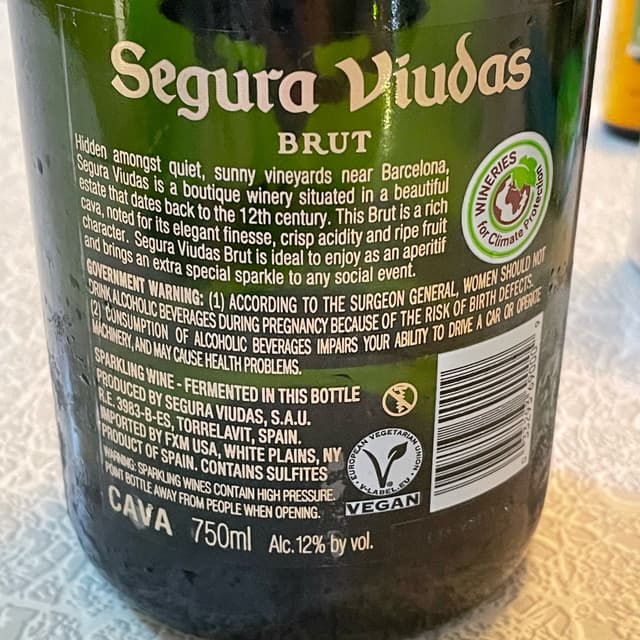 Segura Viudas
BRUT
Hidden amongst quiet, sunny vineyards near Barcelona,
Segura Viudas is a boutique winery situated in a beautiful
estate that dates back to the 12th century. This Brut is a rich
cava, noted for its elegant finesse, crisp acidity and ripe fruit
character. Segura Viudas Brut is ideal to enjoy as an aperitif
and brings an extra special sparkle to any social event.
WINERIES
for Climate Protection
GOVERNMENT WARNING: (1) ACCORDING TO THE SURGEON GENERAL, WOMEN SHOULD NOT
DRINK ALCOHOLIC BEVERAGES DURING PREGNANCY BECAUSE OF THE RISK OF BIRTH DEFECTS.
(2) CONSUMPTION OF ALCOHOLIC BEVERAGES IMPAIRS YOUR ABILITY TO DRIVE A CAR OR OPERATE
MACHINERY, AND MAY CAUSE HEALTH PROBLEMS.
SPARKLING WINE - FERMENTED IN THIS BOTTLE
PRODUCED BY SEGURA VIUDAS, S.A.U.
R.E. 3983-B-ES, TORRELAVIT, SPAIN.
IMPORTED BY FXM USA, WHITE PLAINS, NY
PRODUCT OF SPAIN. CONTAINS SULFITES
WARNING: SPARKLING WINES CONTAIN HIGH PRESSURE.
POINT BOTTLE AWAY FROM PEOPLE WHEN OPENING.
EUROPEAN VEGETARIAN UNION
V-LABEL.EU
VEGAN
CAVA 750ml Alc.12% by vol.